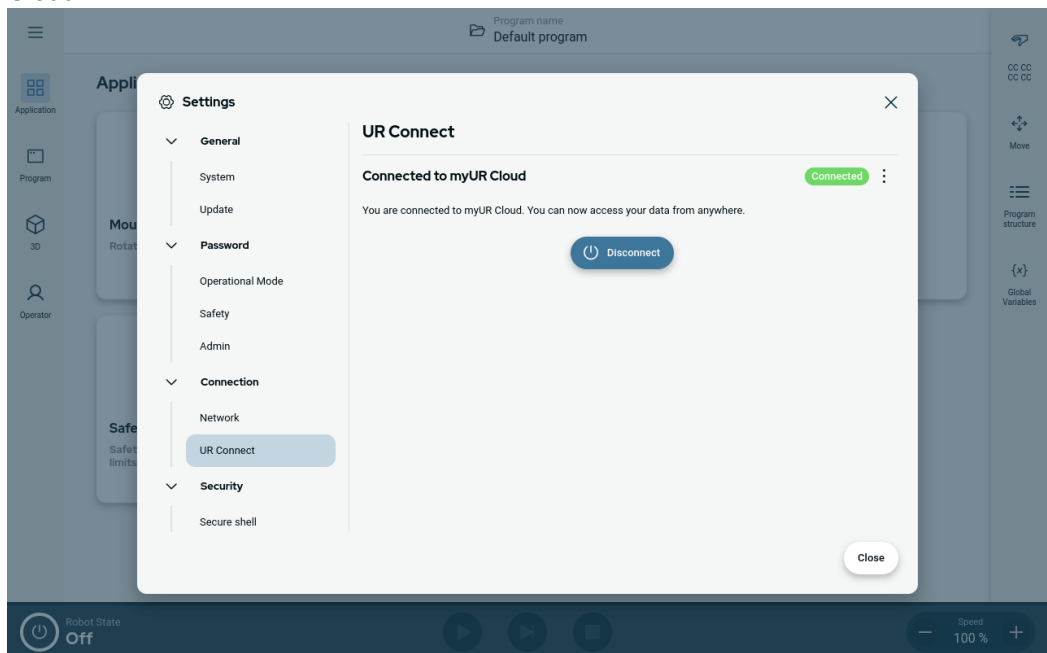 Program name
Default program
Application
Program
3D
Operator
Appli
Mou
Rotat
Safe
Safet
limits
Settings
General
System
Update
Password
Operational Mode
Safety
Admin
Connection
Network
UR Connect
Security
Secure shell
UR Connect
Connected to myUR Cloud
Connected
You are connected to myUR Cloud. You can now access your data from anywhere.
Disconnect
Close
CC CC
CC CC
Move
Program
structure
{x}
Global
Variables
Robot State
Off
Speed
100 %